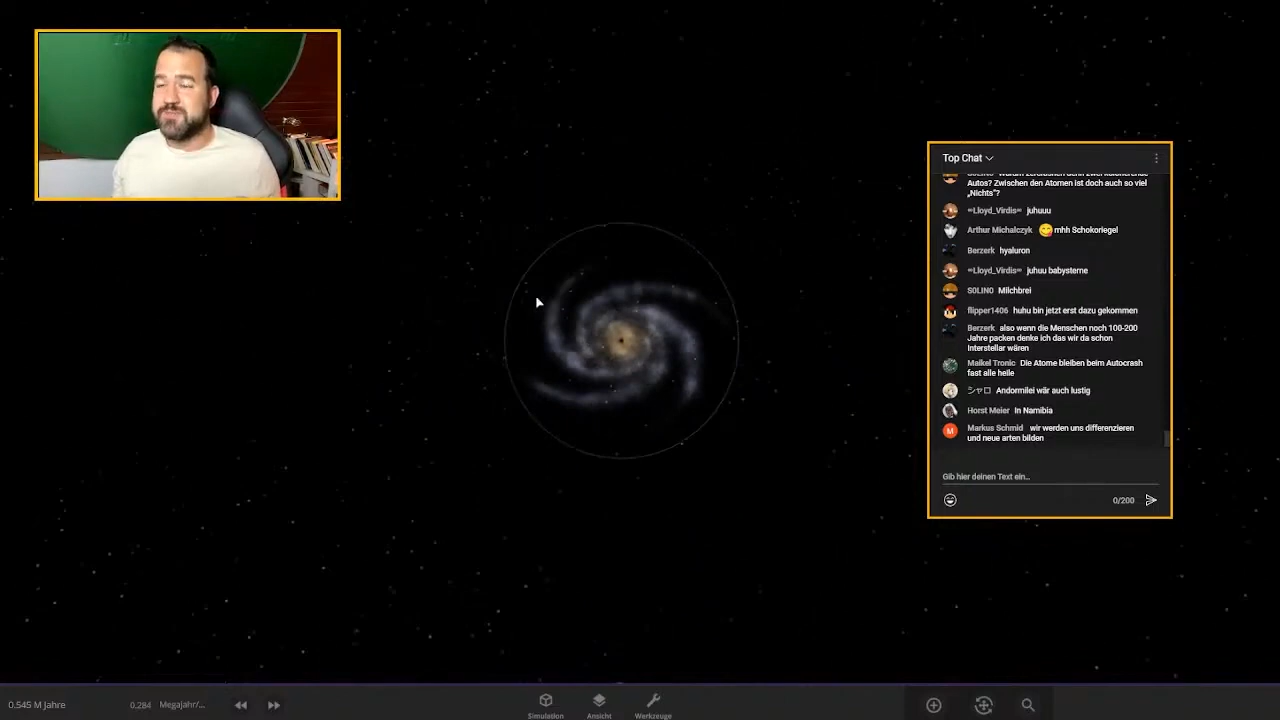 Top Chat
Autos? Zwischen den Atomen ist doch auch so viel
„Nichts"?
∞Lloyd_Virdis∞ juhuuu
Arthur Michalczyk 😋 mhh Schokoriegel
Berzerk hyaluron
∞Lloyd_Virdis∞ juhuu babysterne
S0LIN0 Milchbrei
flipper1406 huhu bin jetzt erst dazu gekommen
Berzerk also wenn die Menschen noch 100-200
Jahre packen denke ich das wir da schon
Interstellar wären
Maikel Tronic Die Atome bleiben beim Autocrash
fast alle heile
シャロ Andormilei wär auch lustig
Horst Meier In Namibia
M Markus Schmid wir werden uns differenzieren
und neue arten bilden
Gib hier deinen Text ein...
0/200
0.545 M Jahre 0.284 Megajahr/...
Simulation Ansicht Werkzeuge